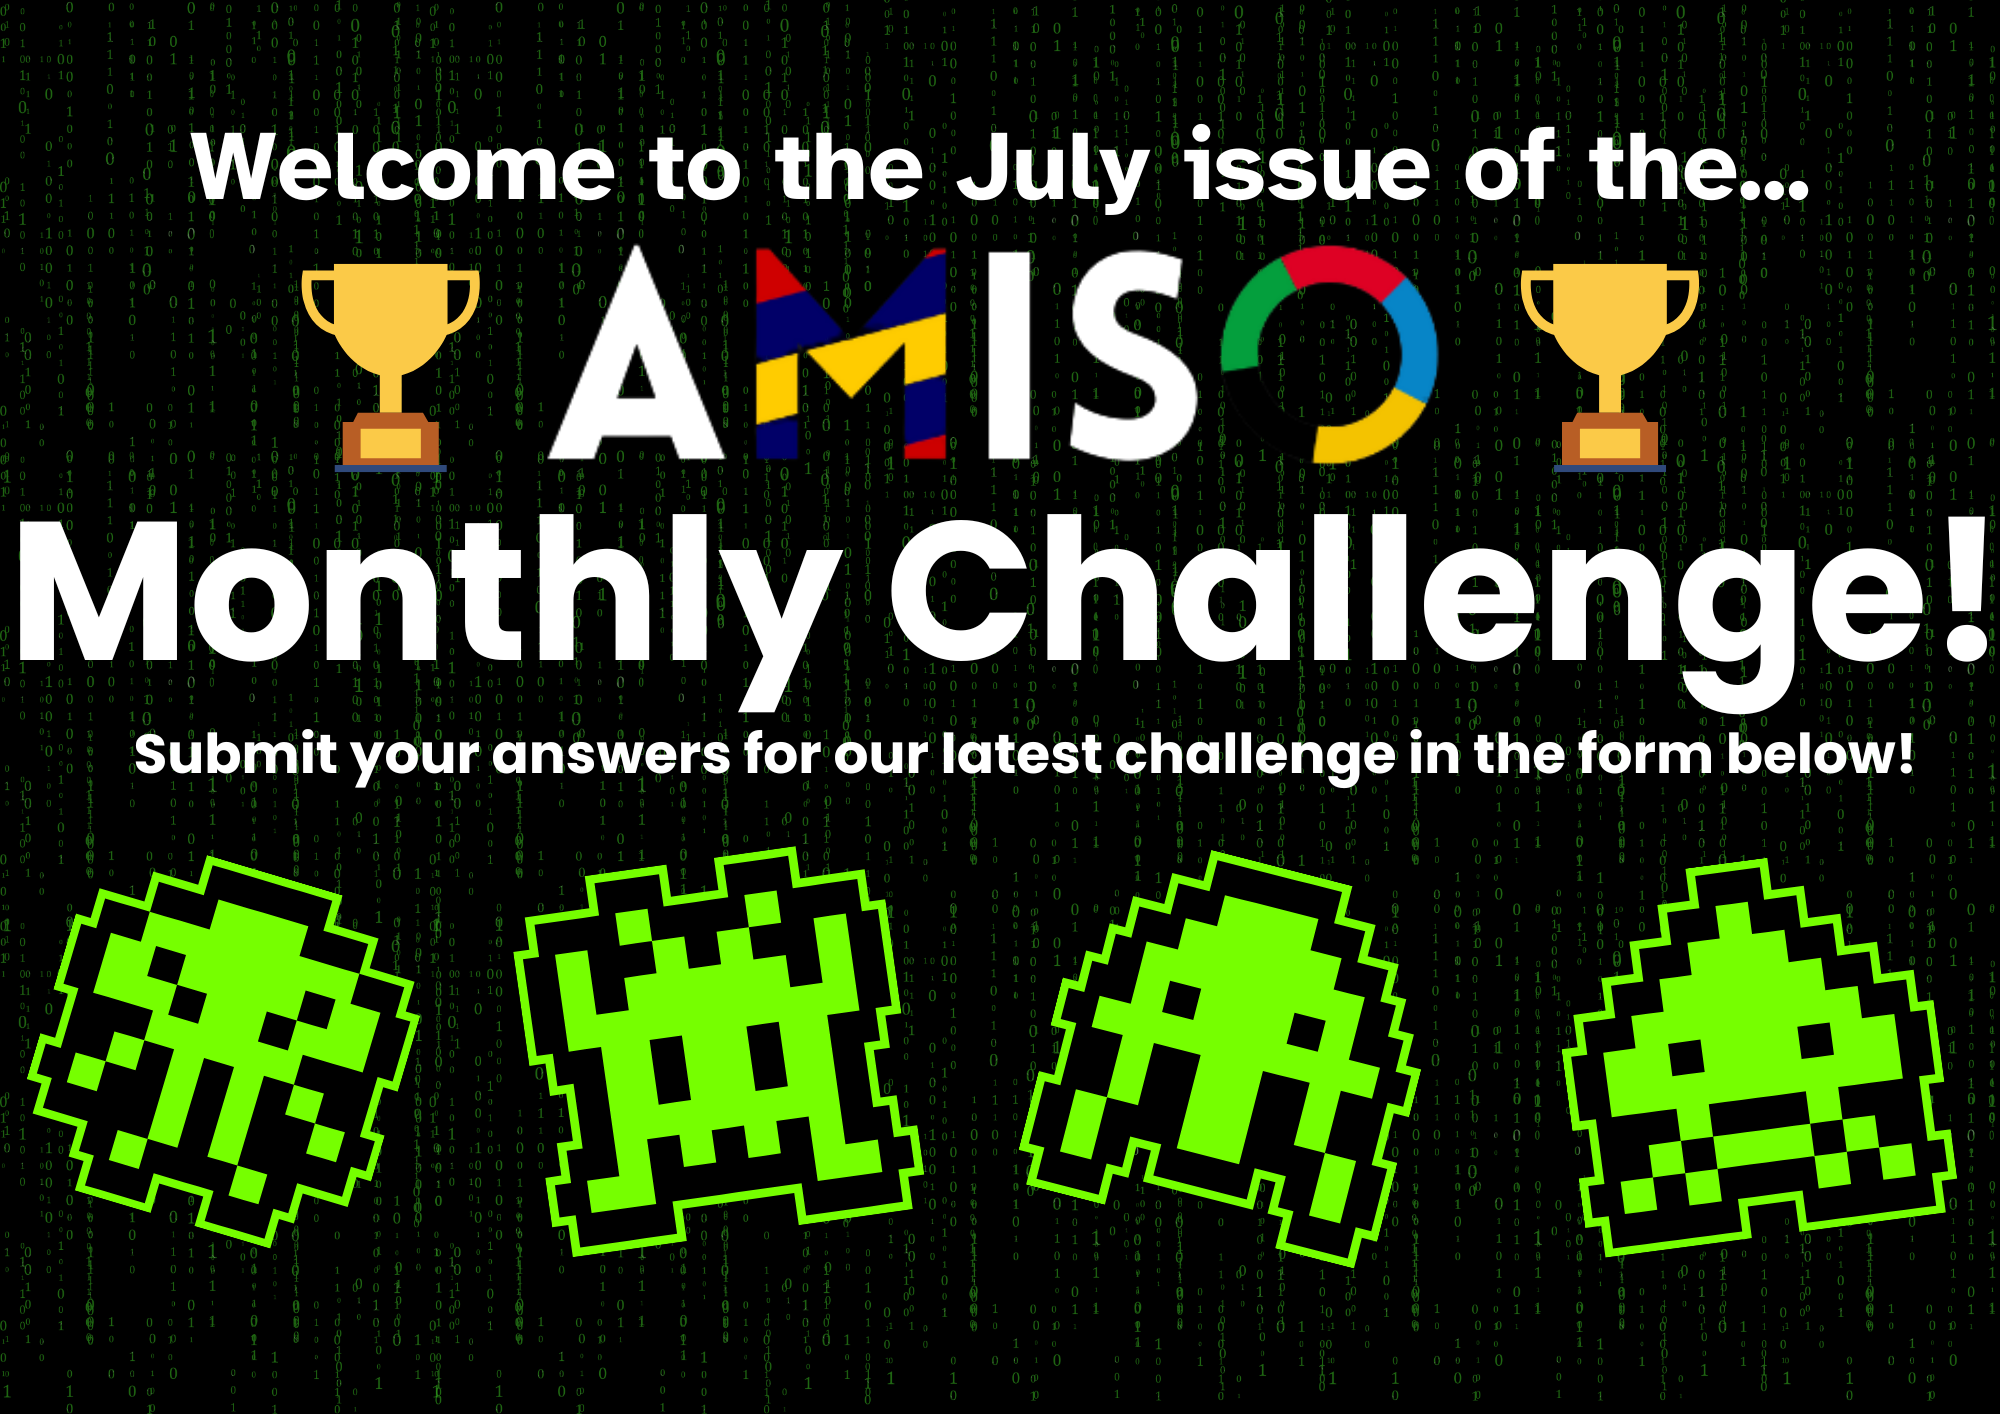 Welcome to the July issue of the...
AMISO
Monthly Challenge!
Submit your answers for our latest challenge in the form below!